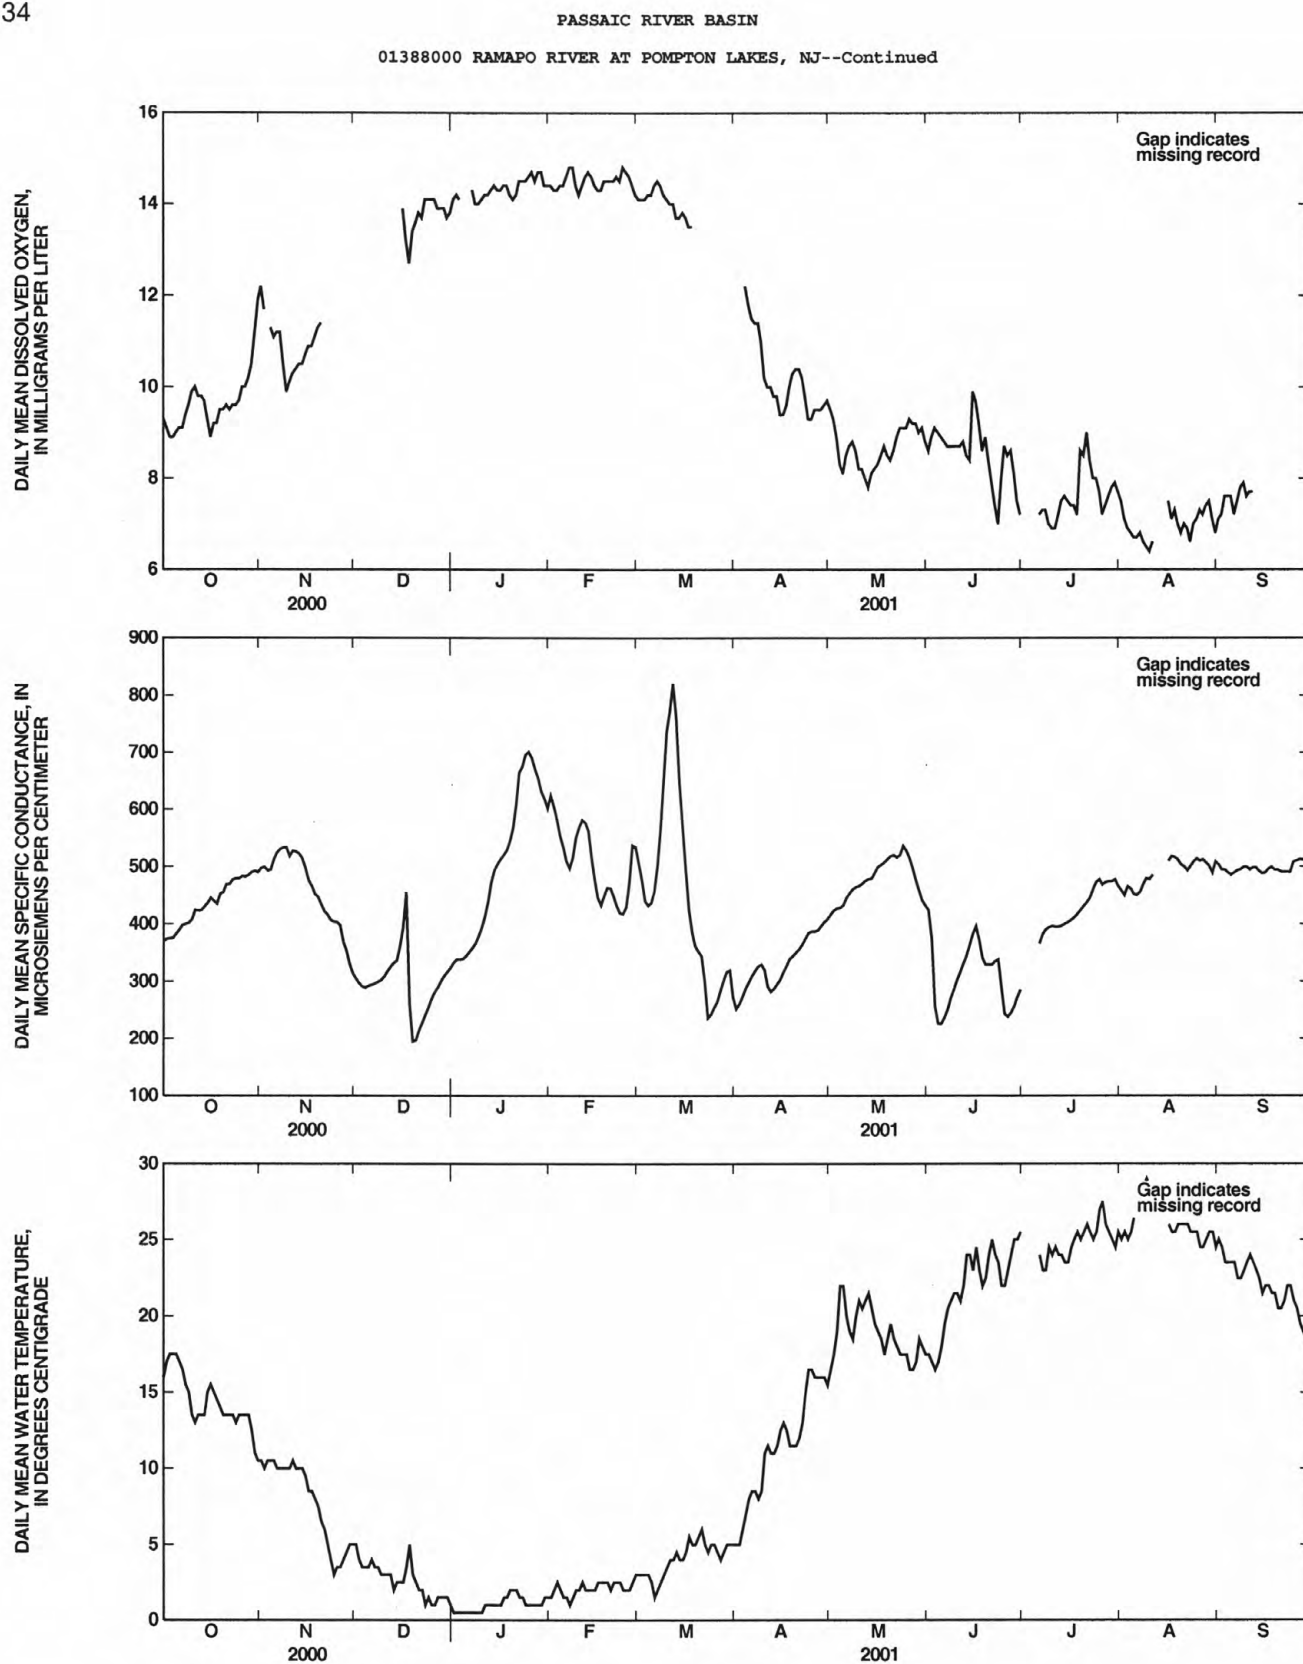 34
PASSAIC RIVER BASIN
01388000 RAMAPO RIVER AT POMPTON LAKES, NJ--Continued
DAILY MEAN DISSOLVED OXYGEN,
IN MILLIGRAMS PER LITER
16
14
12
10
8
6
Gap indicates
missing record
O N D J F M A M J J A S
2000 2001
DAILY MEAN SPECIFIC CONDUCTANCE, IN
MICROSIEMENS PER CENTIMETER
900
800
700
600
500
400
300
200
100
Gap indicates
missing record
O N D J F M A M J J A S
2000 2001
DAILY MEAN WATER TEMPERATURE,
IN DEGREES CENTIGRADE
30
25
20
15
10
5
0
Gap indicates
missing record
O N D J F M A M J J A S
2000 2001